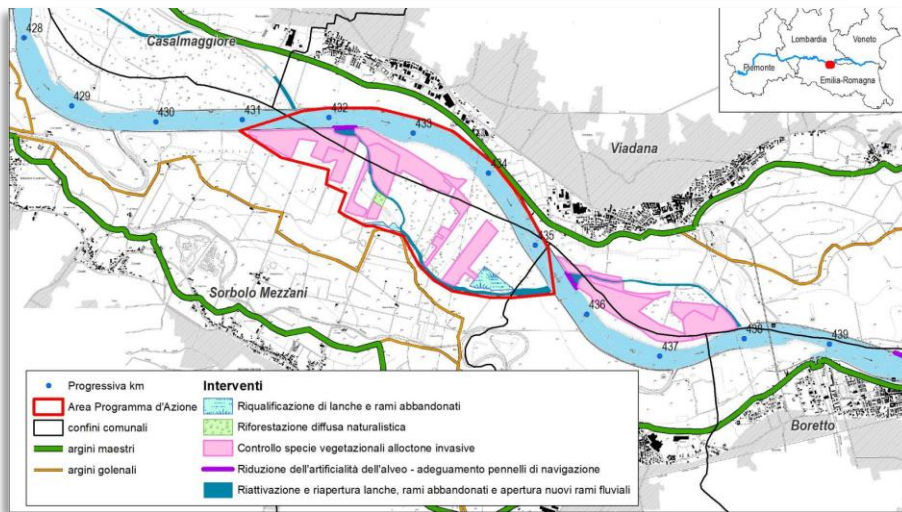 428
Casalmaggiore
429
430
431
432
433
434
435
436
437
438
439
Viadana
Sorbolo Mezzani
Boretto
Piemonte
Lombardia
Veneto
Emilia-Romagna
Progressiva km
Area Programma d'Azione
confini comunali
argini maestri
argini golenali
Interventi
Riqualificazione di lanche e rami abbandonati
Riforestazione diffusa naturalistica
Controllo specie vegetazionali alloctone invasive
Riduzione dell'artificialità dell'alveo - adeguamento pennelli di navigazione
Riattivazione e riapertura lanche, rami abbandonati e apertura nuovi rami fluviali